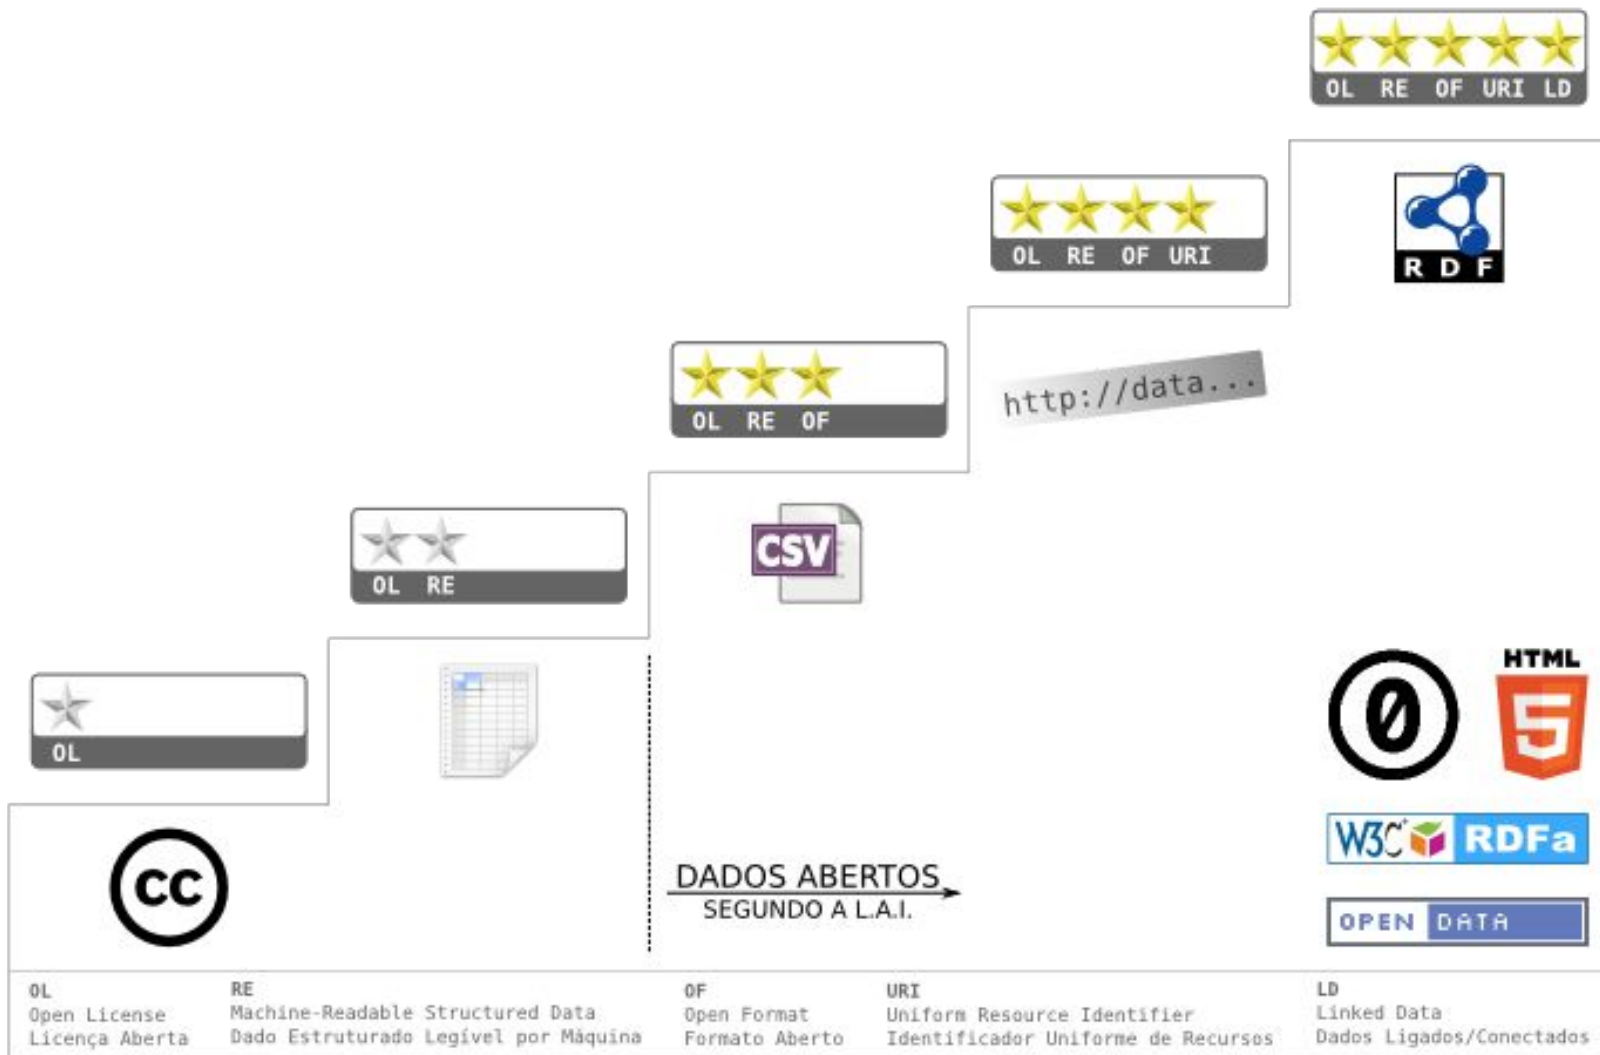 OL RE OF URI LD
RDF
OL RE OF URI
http://data...
OL RE OF
CSV
OL RE
OL
cc
DADOS ABERTOS
SEGUNDO A L.A.I.
0
HTML
5
W3C RDFa
OPEN DATA
OL
Open License
Licença Aberta
RE
Machine-Readable Structured Data
Dado Estruturado Legível por Máquina
OF
Open Format
Formato Aberto
URI
Uniform Resource Identifier
Identificador Uniforme de Recursos
LD
Linked Data
Dados Ligados/Conectados